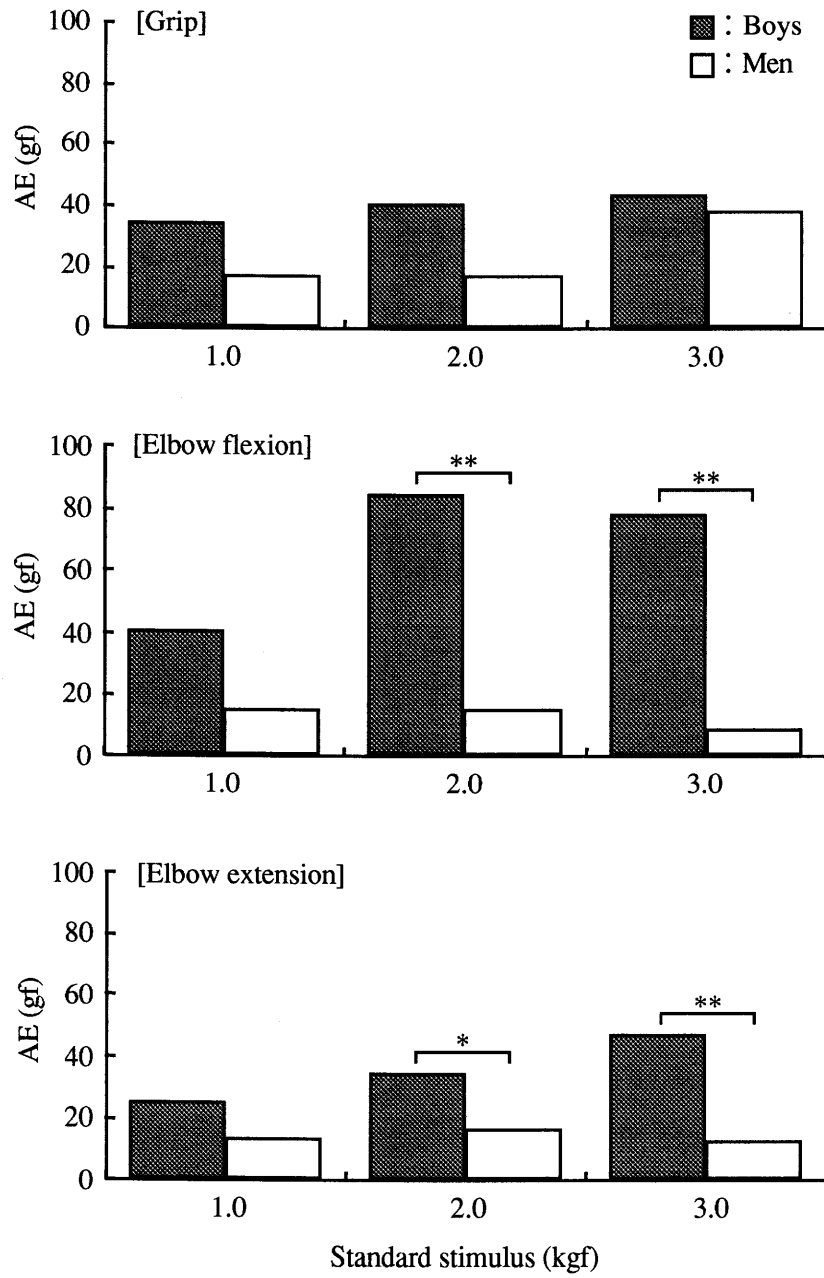 [Grip]
: Boys
: Men
AE (gf)
100
80
60
40
20
0
1.0 2.0 3.0
[Elbow flexion]
AE (gf)
100
80
60
40
20
0
** **
1.0 2.0 3.0
[Elbow extension]
AE (gf)
100
80
60
40
20
0
* **
1.0 2.0 3.0
Standard stimulus (kgf)